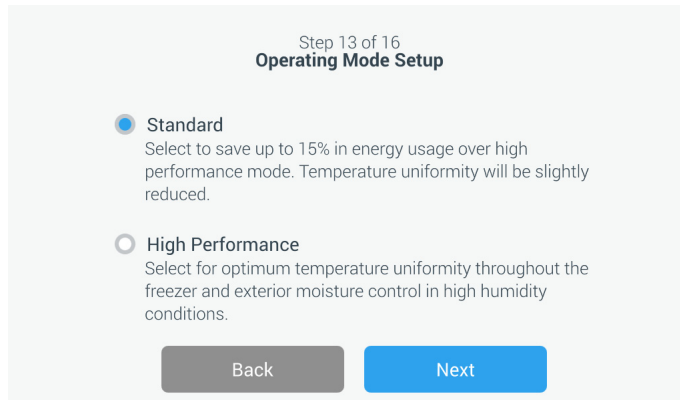 Step 13 of 16
Operating Mode Setup
Standard
Select to save up to 15% in energy usage over high
performance mode. Temperature uniformity will be slightly
reduced.
High Performance
Select for optimum temperature uniformity throughout the
freezer and exterior moisture control in high humidity
conditions.
Back
Next